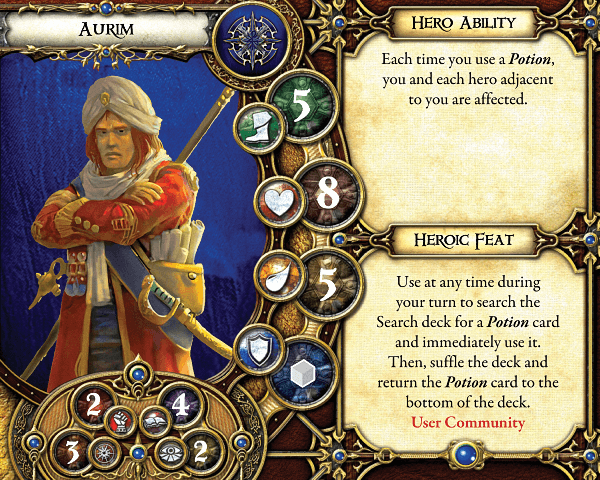 Aurim
5
8
5
2
4
3
2
Hero Ability
Each time you use a Potion,
you and each hero adjacent
to you are affected.
Heroic Feat
Use at any time during
your turn to search the
Search deck for a Potion card
and immediately use it.
Then, suffle the deck and
return the Potion card to the
bottom of the deck.
User Community